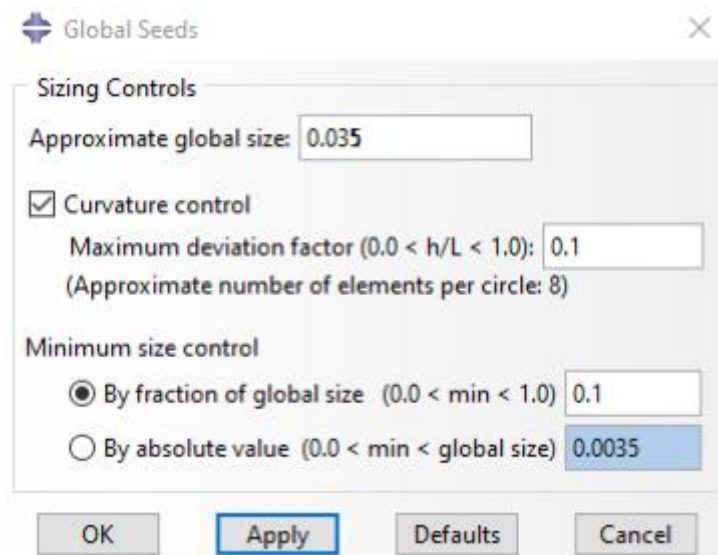 Global Seeds
Sizing Controls
Approximate global size: 0.035
Curvature control
Maximum deviation factor (0.0 < h/L < 1.0): 0.1
(Approximate number of elements per circle: 8)
Minimum size control
By fraction of global size (0.0 < min < 1.0) 0.1
By absolute value (0.0 < min < global size) 0.0035
OK Apply Defaults Cancel